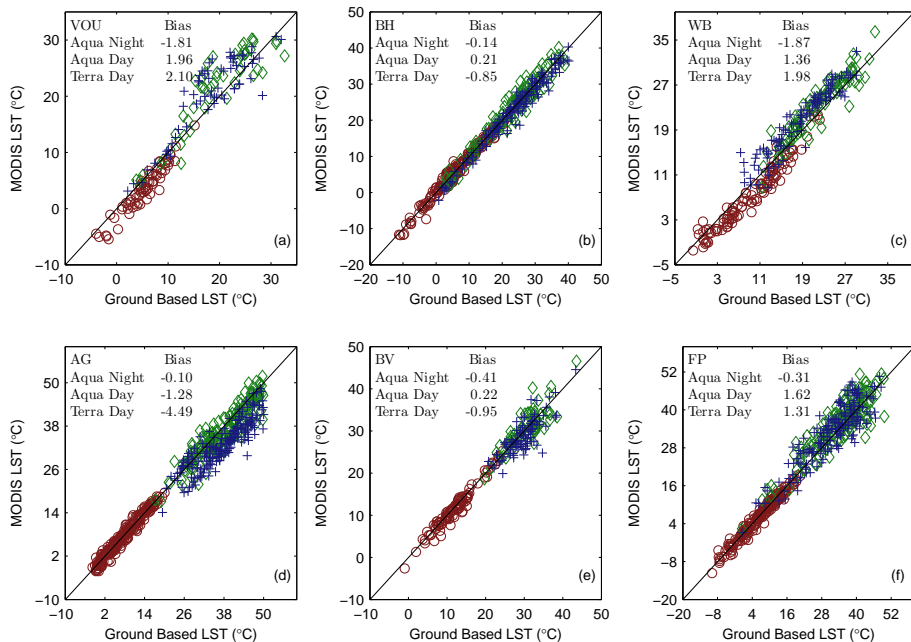 VOU Bias
Aqua Night -1.81
Aqua Day 1.96
Terra Day 2.10
30
20
10
0
−10
MODIS LST (°C)
−10 0 10 20 30
Ground Based LST (°C)
(a)
BH Bias
Aqua Night -0.14
Aqua Day 0.21
Terra Day -0.85
50
40
30
20
10
0
−10
−20
MODIS LST (°C)
−20 −10 0 10 20 30 40 50
Ground Based LST (°C)
(b)
WB Bias
Aqua Night -1.87
Aqua Day 1.36
Terra Day 1.98
35
27
19
11
3
−5
MODIS LST (°C)
−5 3 11 19 27 35
Ground Based LST (°C)
(c)
AG Bias
Aqua Night -0.10
Aqua Day -1.28
Terra Day -4.49
50
38
26
14
2
−10
MODIS LST (°C)
−10 2 14 26 38 50
Ground Based LST (°C)
(d)
BV Bias
Aqua Night -0.41
Aqua Day 0.22
Terra Day -0.95
50
40
30
20
10
0
−10
MODIS LST (°C)
−10 0 10 20 30 40 50
Ground Based LST (°C)
(e)
FP Bias
Aqua Night -0.31
Aqua Day 1.62
Terra Day 1.31
52
40
28
16
4
−8
−20
MODIS LST (°C)
−20 −8 4 16 28 40 52
Ground Based LST (°C)
(f)